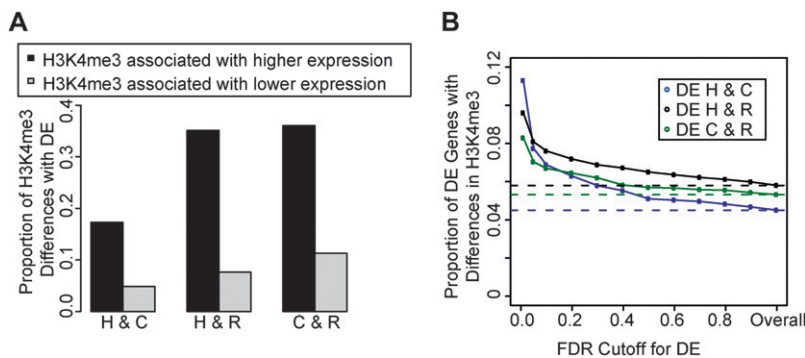 A
H3K4me3 associated with higher expression
H3K4me3 associated with lower expression
Proportion of H3K4me3
Differences with DE
0.4
0.3
0.2
0.1
0.0
H & C
H & R
C & R
B
Proportion of DE Genes with
Differences in H3K4me3
0.12
0.08
0.04
0
DE H & C
DE H & R
DE C & R
0.0
0.2
0.4
0.6
0.8
Overall
FDR Cutoff for DE